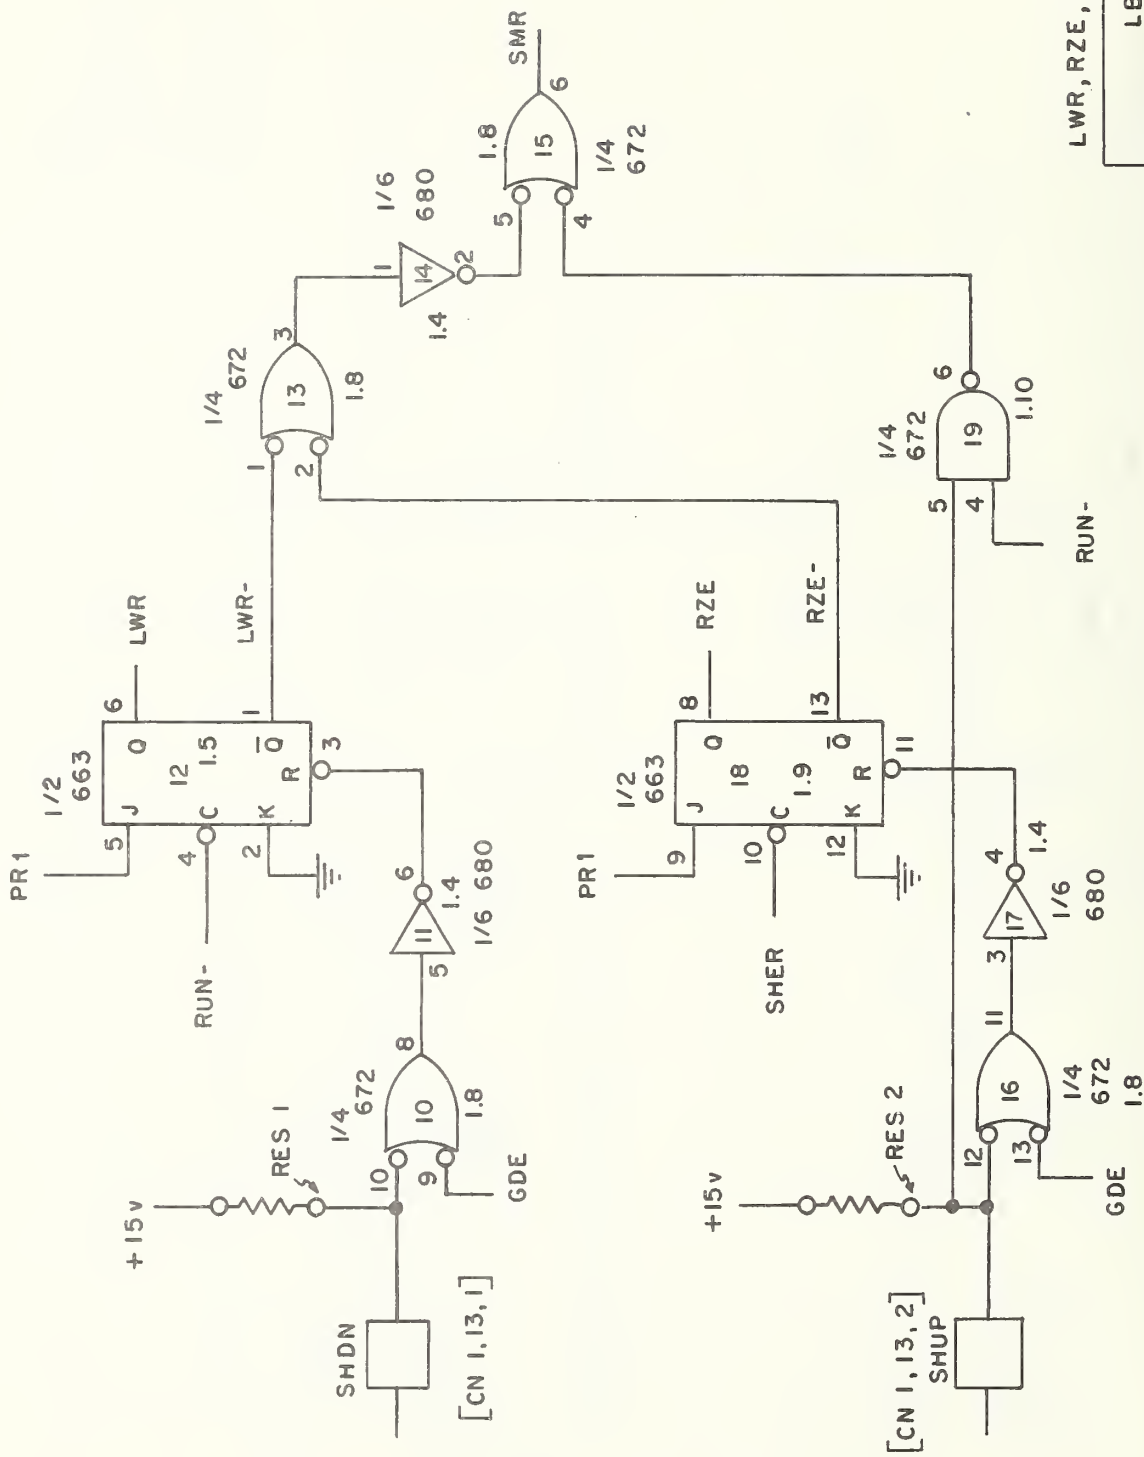 LWR, RZE,
SMR
6
1.8
15
1/4
672
5
4
1/6
680
1
14
2
1.4
3
1/4
672
13
1.8
1
2
6
1/4
672
19
1.10
5
4
RUN-
LWR
LWR-
RZE
RZE-
PR1
1/2
663
5
J
Q
6
12
1.5
4
C
Q
1
2
K
R
3
RUN-
PR1
1/2
663
9
J
Q
8
18
10
C
1.9
Q
13
12
K
R
11
SHER
6
1.4
11
1/6 680
5
4
1.4
17
1/6
680
3
8
1/4
672
10
1.8
10
9
GDE
11
16
1/4
672
1.8
12
13
GDE
+15V
RES 1
+15V
RES 2
SHDN
[CN 1, 13, 1]
[CN 1, 13, 2]
SHUP